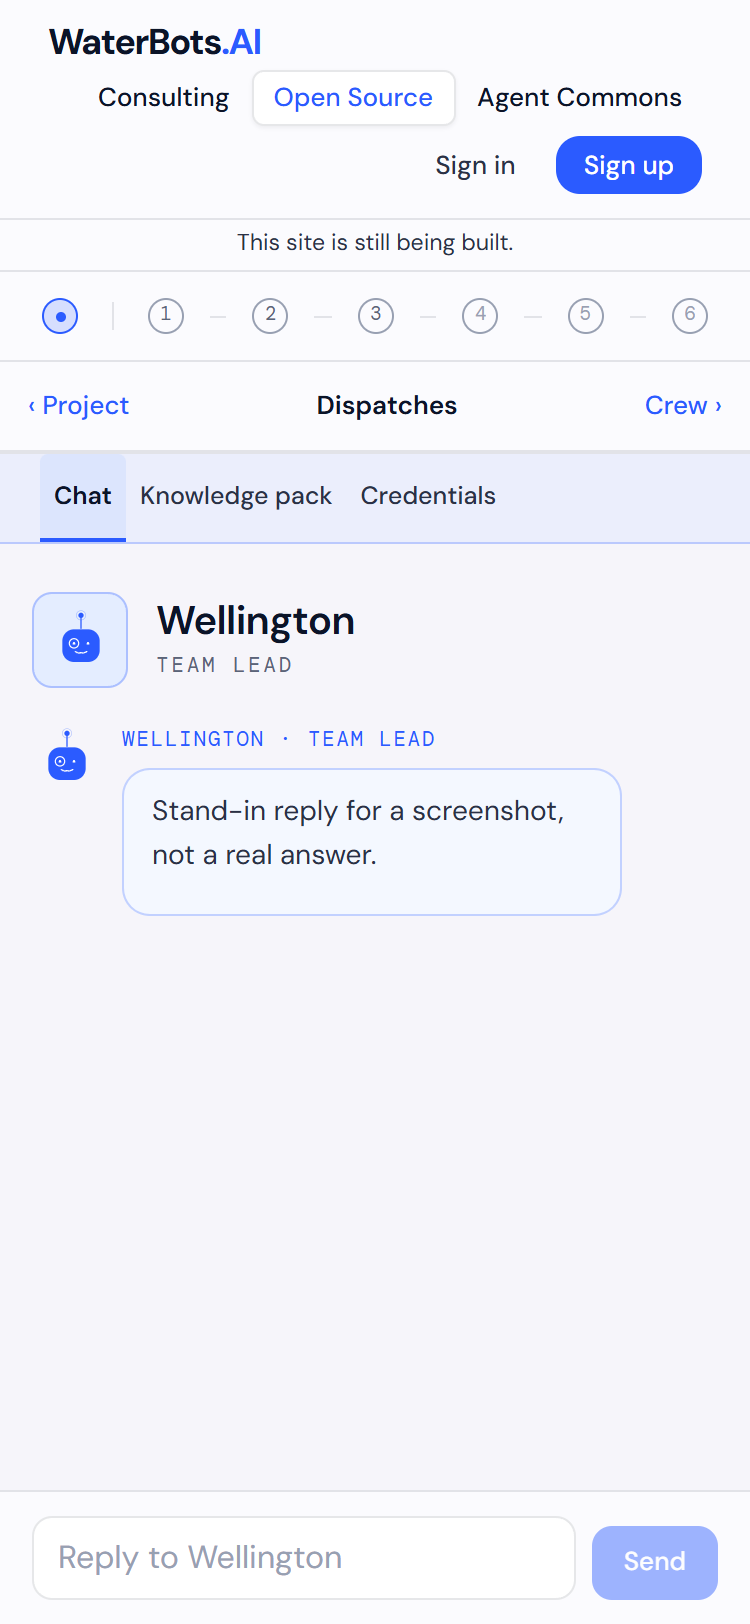 WaterBots.AI
Consulting Open Source Agent Commons
Sign in Sign up
This site is still being built.
1 2 3 4 5 6
‹ Project Dispatches Crew ›
Chat Knowledge pack Credentials
Wellington
TEAM LEAD
WELLINGTON · TEAM LEAD
Stand-in reply for a screenshot,
not a real answer.
Reply to Wellington Send